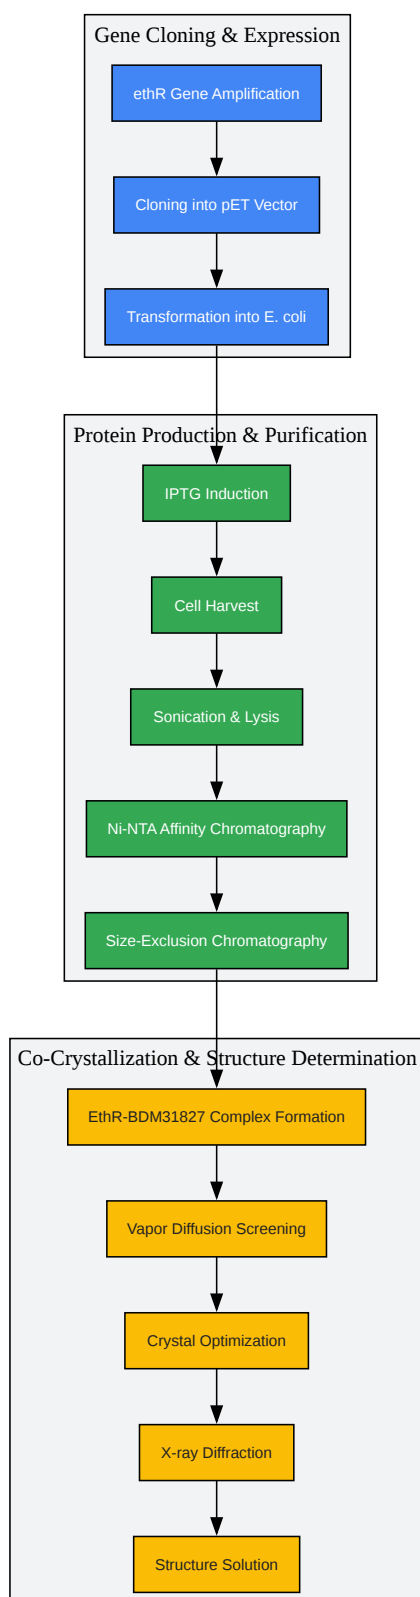 Gene Cloning & Expression
ethR Gene Amplification
Cloning into pET Vector
Transformation into E. coli
Protein Production & Purification
IPTG Induction
Cell Harvest
Sonication & Lysis
Ni-NTA Affinity Chromatography
Size-Exclusion Chromatography
Co-Crystallization & Structure Determination
EthR-BDM31827 Complex Formation
Vapor Diffusion Screening
Crystal Optimization
X-ray Diffraction
Structure Solution